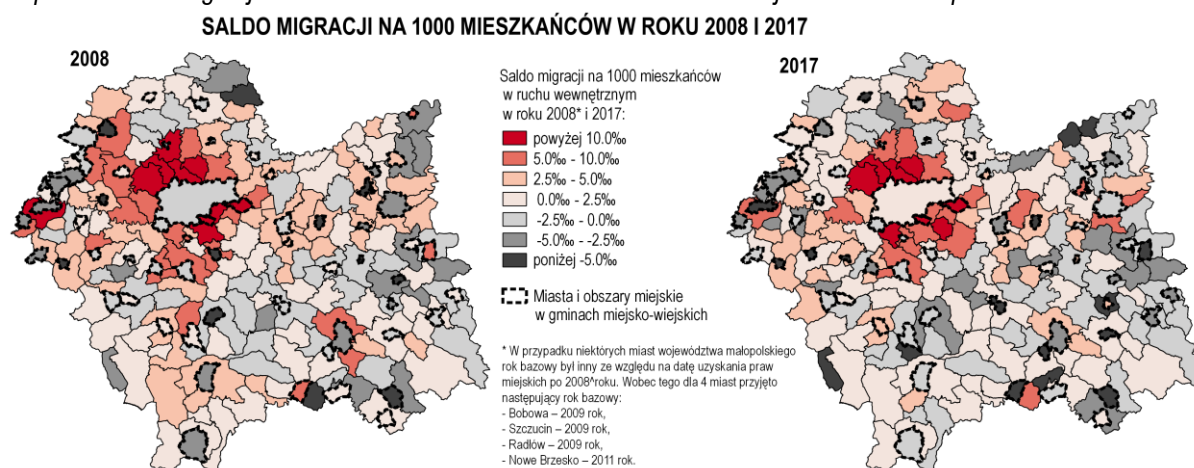 SALDO MIGRACJI NA 1000 MIESZKAŃCÓW W ROKU 2008 I 2017
2008
Saldo migracji na 1000 mieszkańców
w ruchu wewnętrznym
w roku 2008* i 2017:
powyżej 10.0‰
5.0‰ - 10.0‰
2.5‰ - 5.0‰
0.0‰ - 2.5‰
-2.5‰ - 0.0‰
-5.0‰ - -2.5‰
poniżej -5.0‰
Miasta i obszary miejskie
w gminach miejsko-wiejskich
* W przypadku niektórych miast województwa małopolskiego
rok bazowy był inny ze względu na datę uzyskania praw
miejskich po 2008^roku. Wobec tego dla 4 miast przyjęto
następujący rok bazowy:
- Bobowa – 2009 rok,
- Szczucin – 2009 rok,
- Radłów – 2009 rok,
- Nowe Brzesko – 2011 rok.
2017